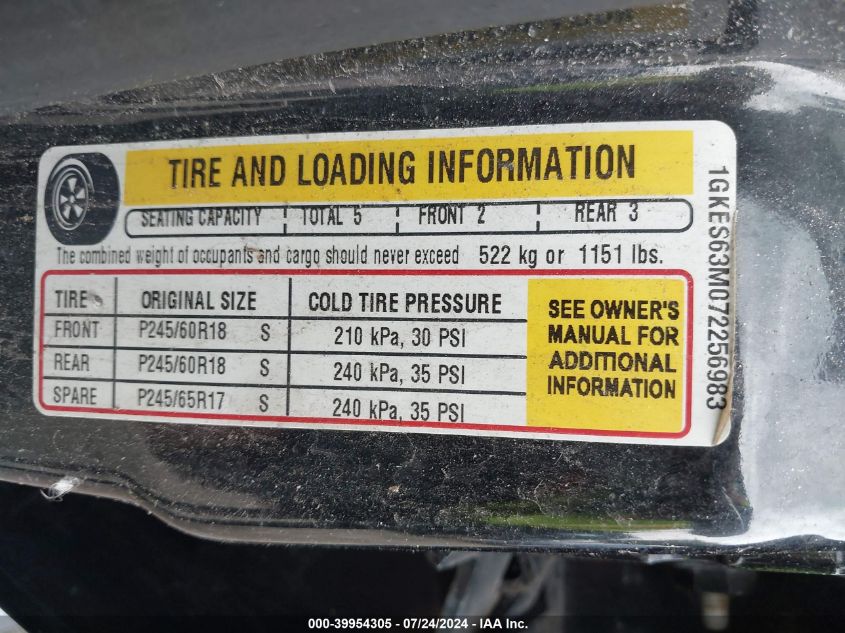 TIRE AND LOADING INFORMATION
SEATING CAPACITY TOTAL 5 FRONT 2 REAR 3
The combined weight of occupants and cargo should never exceed 522 kg or 1151 lbs.
TIRE ORIGINAL SIZE COLD TIRE PRESSURE
FRONT P245/60R18 S 210 kPa, 30 PSI
REAR P245/60R18 S 240 kPa, 35 PSI
SPARE P245/65R17 S 240 kPa, 35 PSI
SEE OWNER'S
MANUAL FOR
ADDITIONAL
INFORMATION
1GKES63M072256983
000-39954305 / 07/24/2024 - IAA Inc.